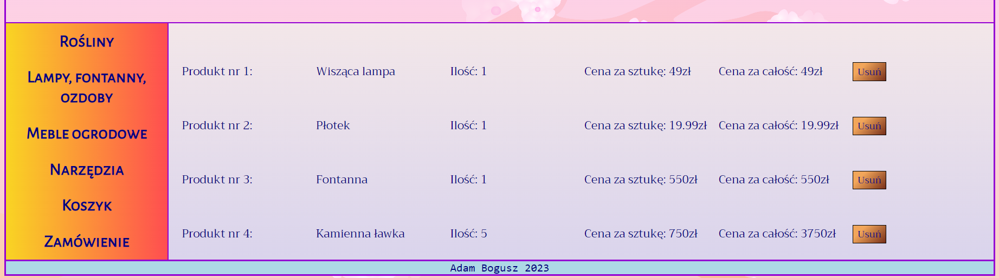 Rośliny
Lampy, fontanny,
ozdoby
Meble ogrodowe
Narzędzia
Koszyk
Zamówienie
Produkt nr 1: Wisząca lampa Ilość: 1 Cena za sztukę: 49zł Cena za całość: 49zł Usuń
Produkt nr 2: Płotek Ilość: 1 Cena za sztukę: 19.99zł Cena za całość: 19.99zł Usuń
Produkt nr 3: Fontanna Ilość: 1 Cena za sztukę: 550zł Cena za całość: 550zł Usuń
Produkt nr 4: Kamienna ławka Ilość: 5 Cena za sztukę: 750zł Cena za całość: 3750zł Usuń
Adam Bogusz 2023